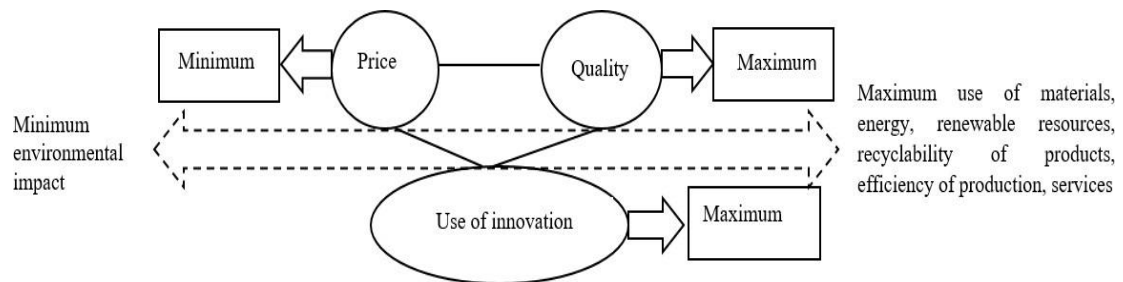 Minimum
Price
Quality
Maximum
Minimum
environmental
impact
Maximum use of materials,
energy, renewable resources,
recyclability of products,
efficiency of production, services
Use of innovation
Maximum